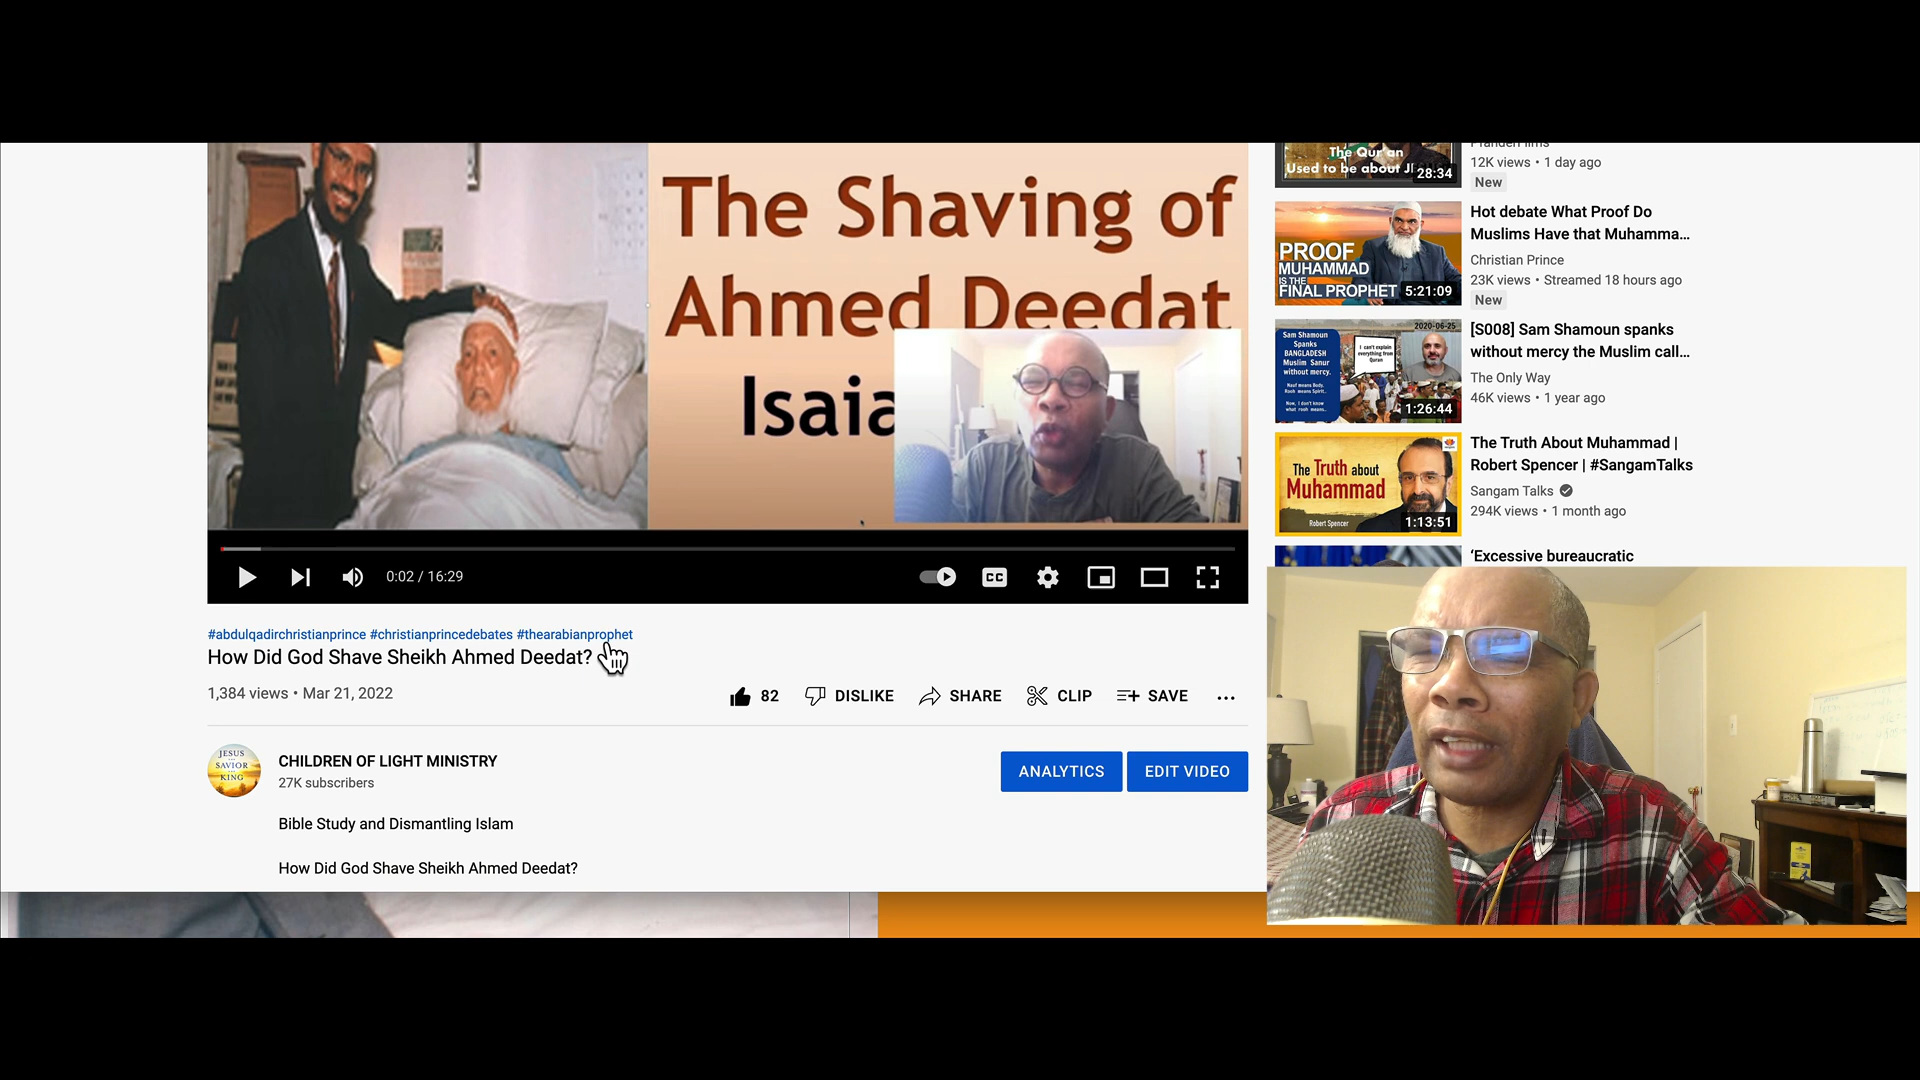 The Shaving of
Ahmed Deedat
Isaia
0:02 / 16:29
CC
#abdulqadirchristianprince #christianprincedebates #thearabianprophet
How Did God Shave Sheikh Ahmed Deedat?
1,384 views • Mar 21, 2022
82
DISLIKE
SHARE
CLIP
SAVE
JESUS
SAVIOR
KING
CHILDREN OF LIGHT MINISTRY
27K subscribers
ANALYTICS
EDIT VIDEO
Bible Study and Dismantling Islam
How Did God Shave Sheikh Ahmed Deedat?
The Qur'an
Used to be about J
28:34
12K views • 1 day ago
New
PROOF
MUHAMMAD
IS THE
FINAL PROPHET
5:21:09
Hot debate What Proof Do
Muslims Have that Muhamma...
Christian Prince
23K views • Streamed 18 hours ago
New
2020-06-25
Sam Shamoun
Spanks
BANGLADESH
Muslim Sanur
without mercy.
I can't explain
everything from
Quran
1:26:44
[S008] Sam Shamoun spanks
without mercy the Muslim call...
The Only Way
46K views • 1 year ago
The Truth about
Muhammad
Robert Spencer
1:13:51
The Truth About Muhammad |
Robert Spencer | #SangamTalks
Sangam Talks
294K views • 1 month ago
‘Excessive bureaucratic